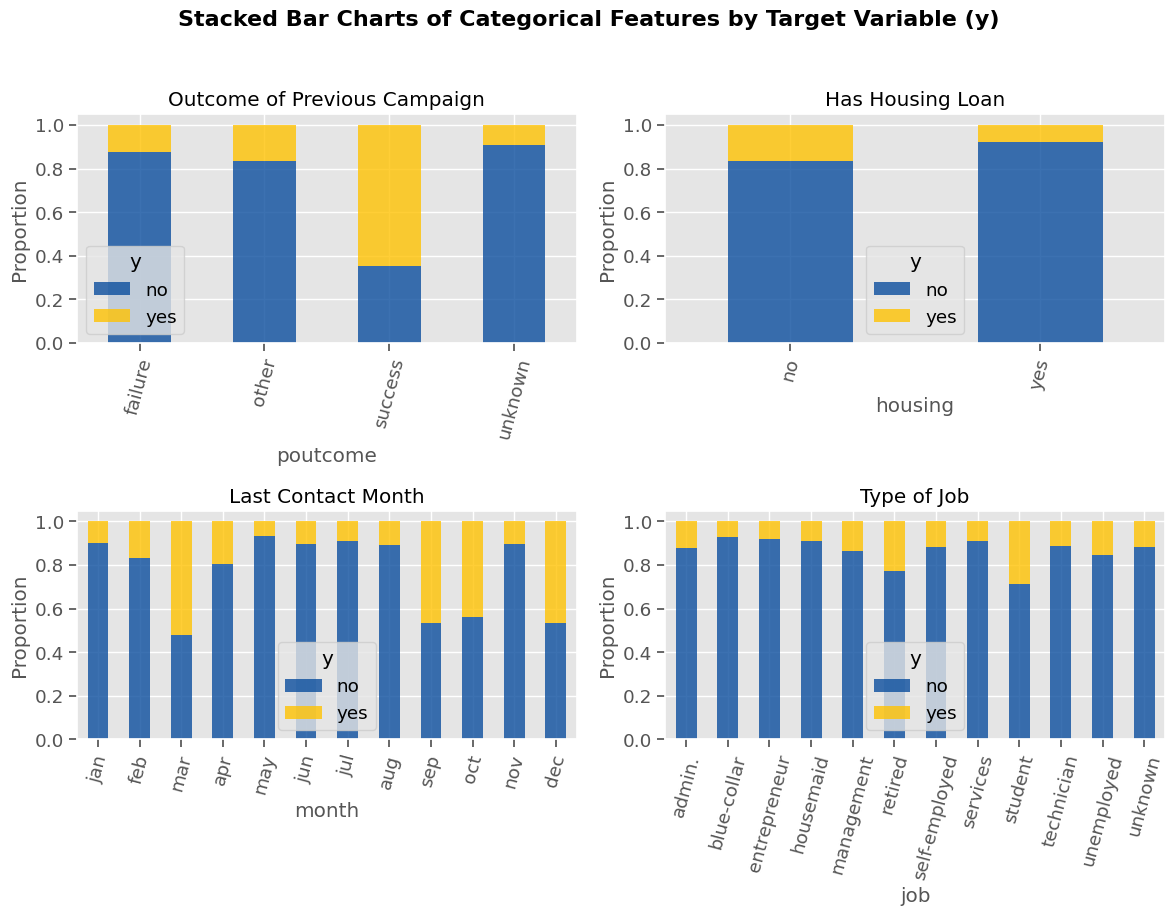 Stacked Bar Charts of Categorical Features by Target Variable (y)
Outcome of Previous Campaign
Proportion
1.0
0.8
0.6
0.4
0.2
0.0
y
no
yes
failure
other
success
unknown
poutcome
Has Housing Loan
Proportion
1.0
0.8
0.6
0.4
0.2
0.0
y
no
yes
no
yes
housing
Last Contact Month
Proportion
1.0
0.8
0.6
0.4
0.2
0.0
y
no
yes
jan
feb
mar
apr
may
jun
jul
aug
sep
oct
nov
dec
month
Type of Job
Proportion
1.0
0.8
0.6
0.4
0.2
0.0
y
no
yes
admin.
blue-collar
entrepreneur
housemaid
management
retired
self-employed
services
student
technician
unemployed
unknown
job